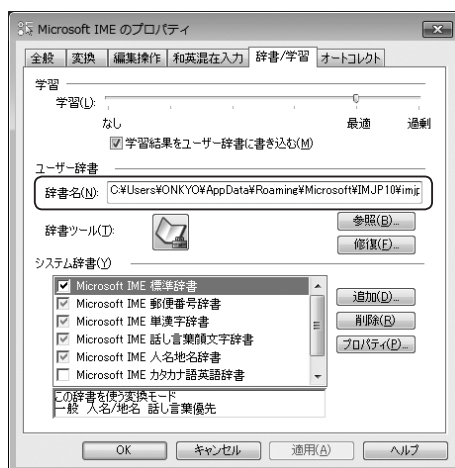 Microsoft IME のプロパティ
全般 変換 編集操作 和英混在入力 辞書/学習 オートコレクト
学習
学習(L):
なし 最適 過剰
学習結果をユーザー辞書に書き込む(M)
ユーザー辞書
辞書名(N): C:¥Users¥ONKYO¥AppData¥Roaming¥Microsoft¥IMJP10¥imjp
参照(B)...
辞書ツール(T):
修復(E)...
システム辞書(Y)
Microsoft IME 標準辞書
Microsoft IME 郵便番号辞書
Microsoft IME 単漢字辞書
Microsoft IME 話し言葉顔文字辞書
Microsoft IME 人名地名辞書
Microsoft IME カタカナ語英語辞書
追加(D)...
削除(R)
プロパティ(P)...
この辞書を使う変換モード
一般 人名/地名 話し言葉優先
OK キャンセル 適用(A) ヘルプ